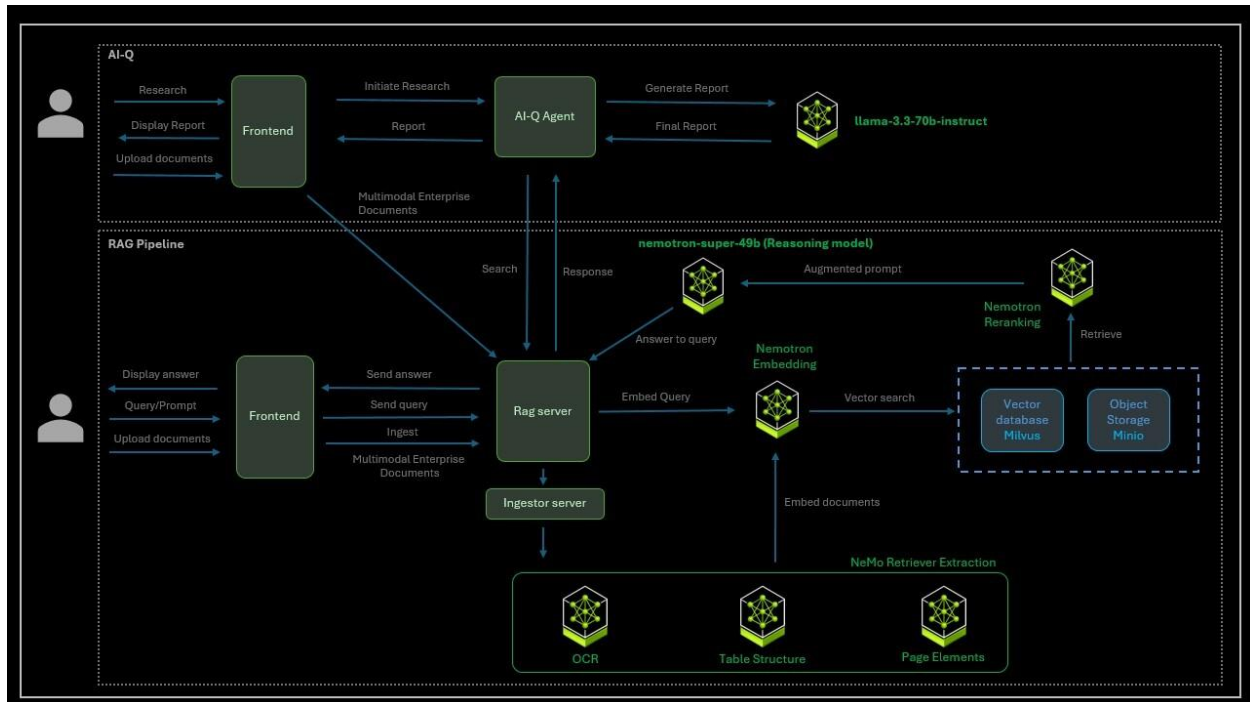 AI-Q
Research
Display Report
Upload documents
Frontend
Initiate Research
Report
AI-Q Agent
Generate Report
Final Report
llama-3.3-70b-instruct
Multimodal Enterprise
Documents
RAG Pipeline
nemotron-super-49b (Reasoning model)
Search
Response
Augmented prompt
Nemotron
Reranking
Answer to query
Retrieve
Nemotron
Embedding
Display answer
Query/Prompt
Upload documents
Frontend
Send answer
Send query
Ingest
Multimodal Enterprise
Documents
Rag server
Embed Query
Vector search
Vector
database
Milvus
Object
Storage
Minio
Ingestor server
Embed documents
NeMo Retriever Extraction
OCR
Table Structure
Page Elements